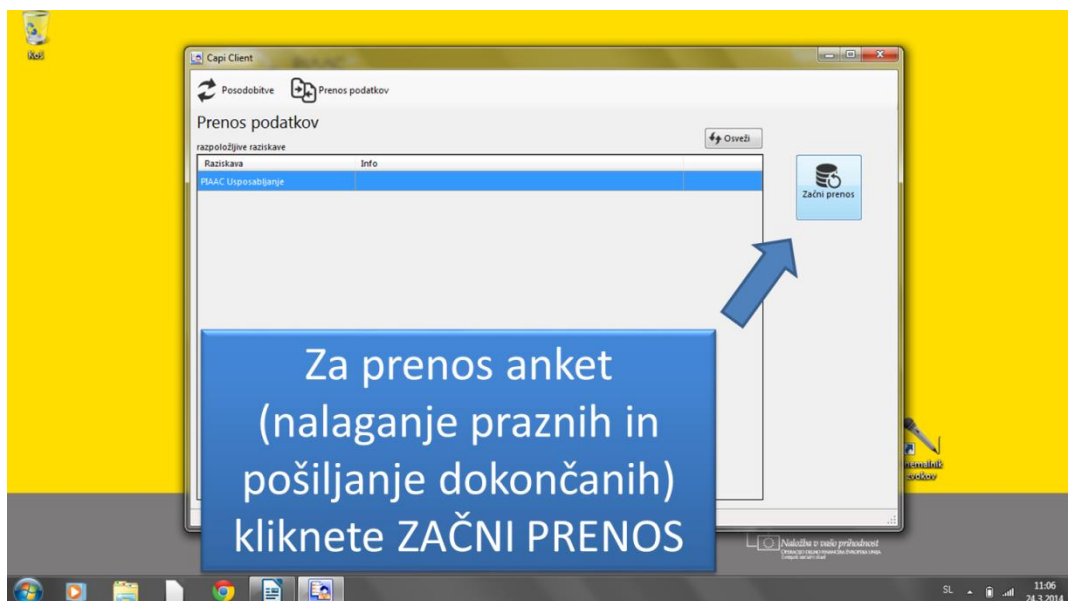 Koš
Capi Client
Posodobitve
Prenos podatkov
Prenos podatkov
razpoložljive raziskave
Osveži
Raziskava Info
PIAAC Usposabljanje
Začni prenos
Za prenos anket
(nalaganje praznih in
pošiljanje dokončanih)
kliknete ZAČNI PRENOS
zvokov
Naložba v vašo prihodnost
SL
11:06
24.3.2014